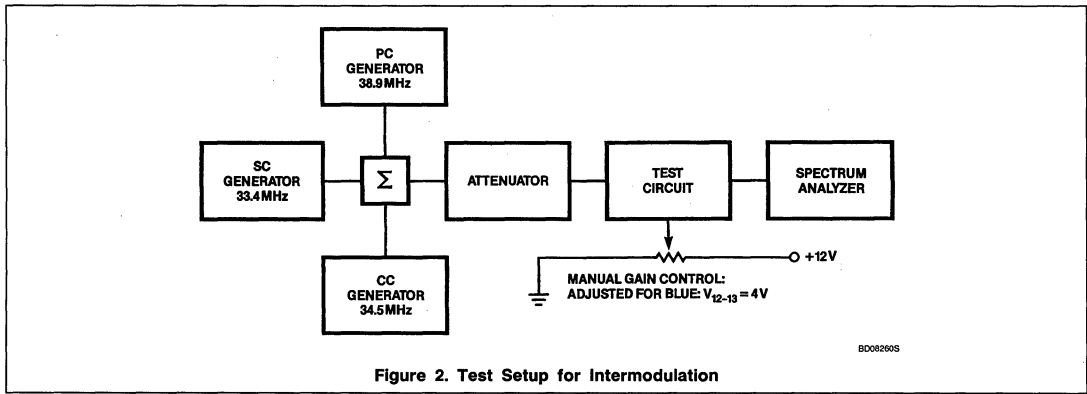 PC
GENERATOR
38.9MHz
SC
GENERATOR
33.4MHz
Σ
ATTENUATOR
TEST
CIRCUIT
SPECTRUM
ANALYZER
+12V
CC
GENERATOR
34.5MHz
MANUAL GAIN CONTROL:
ADJUSTED FOR BLUE: V12–13 = 4V
BD08260S
Figure 2. Test Setup for Intermodulation